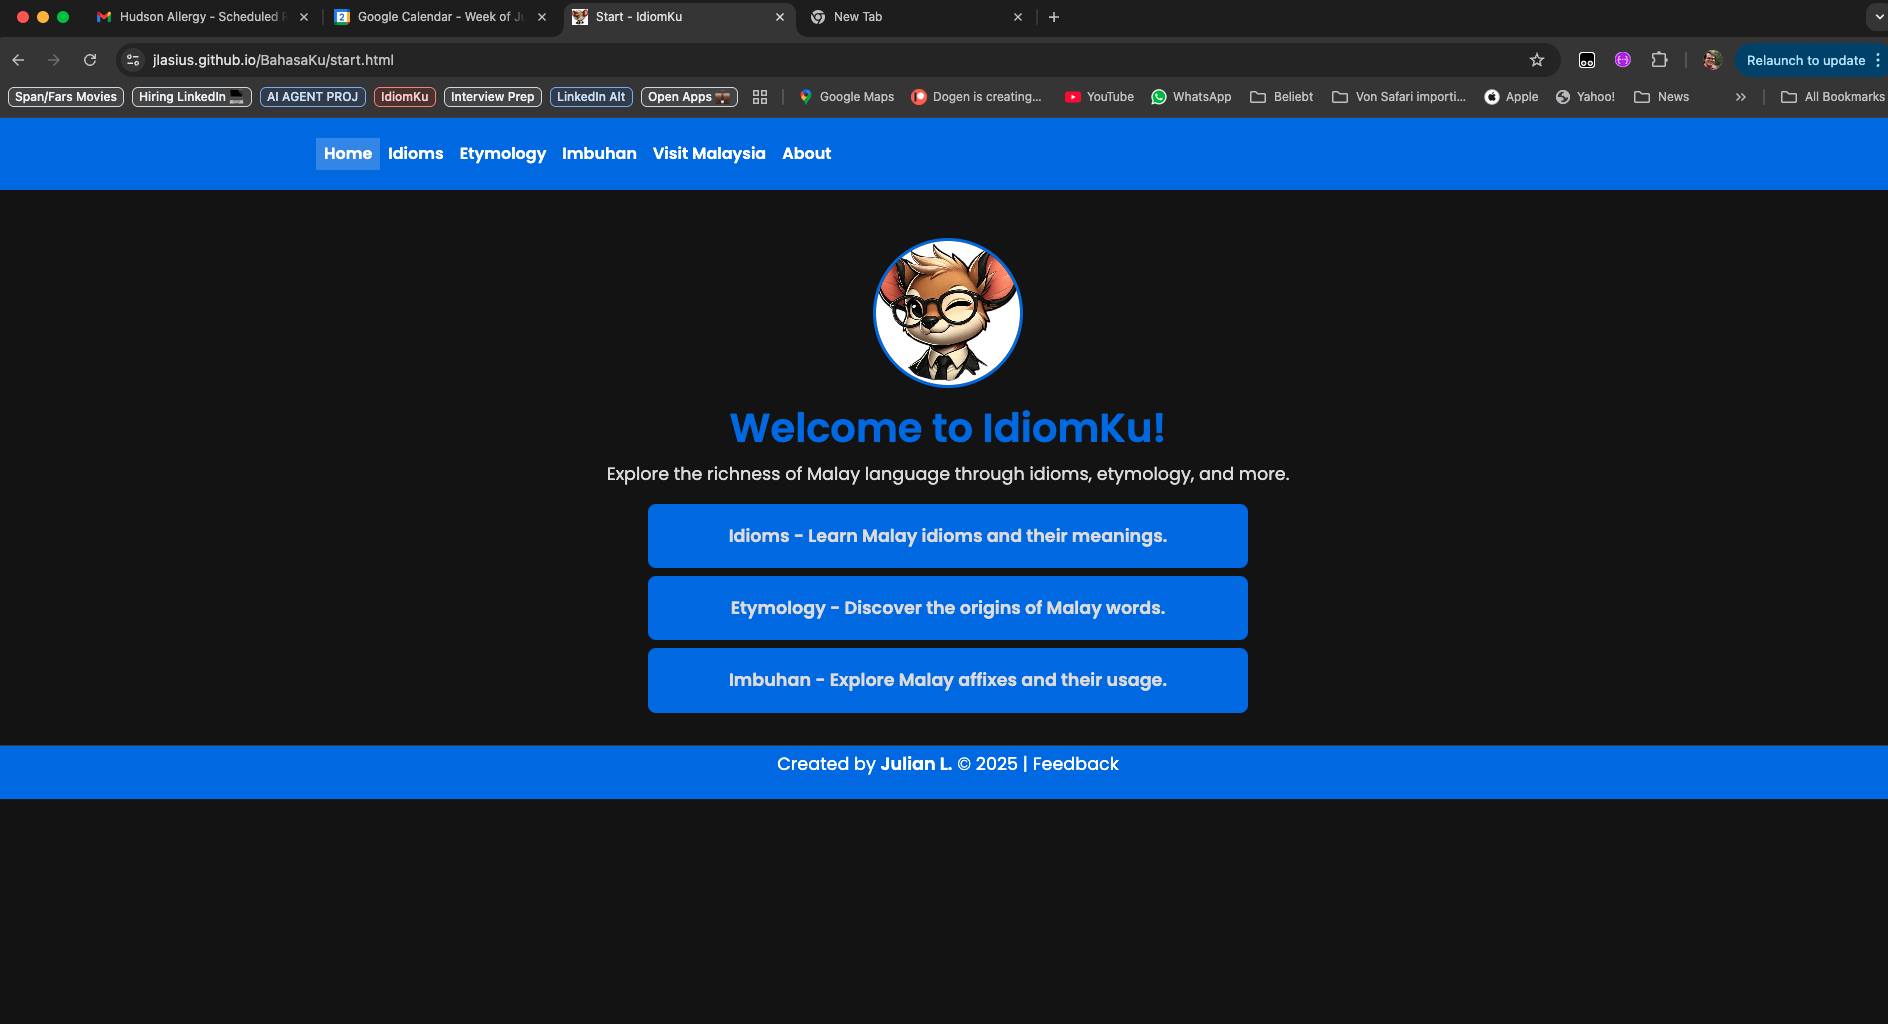 Hudson Allergy - Scheduled
Google Calendar - Week of
Start - IdiomKu
New Tab
jlasius.github.io/BahasaKu/start.html
Relaunch to update
Span/Fars Movies
Hiring LinkedIn
AI AGENT PROJ
IdiomKu
Interview Prep
LinkedIn Alt
Open Apps
Google Maps
Dogen is creating...
YouTube
WhatsApp
Beliebt
Von Safari importi...
Apple
Yahoo!
News
All Bookmarks
Home Idioms Etymology Imbuhan Visit Malaysia About
Welcome to IdiomKu!
Explore the richness of Malay language through idioms, etymology, and more.
Idioms - Learn Malay idioms and their meanings.
Etymology - Discover the origins of Malay words.
Imbuhan - Explore Malay affixes and their usage.
Created by Julian L. © 2025 | Feedback